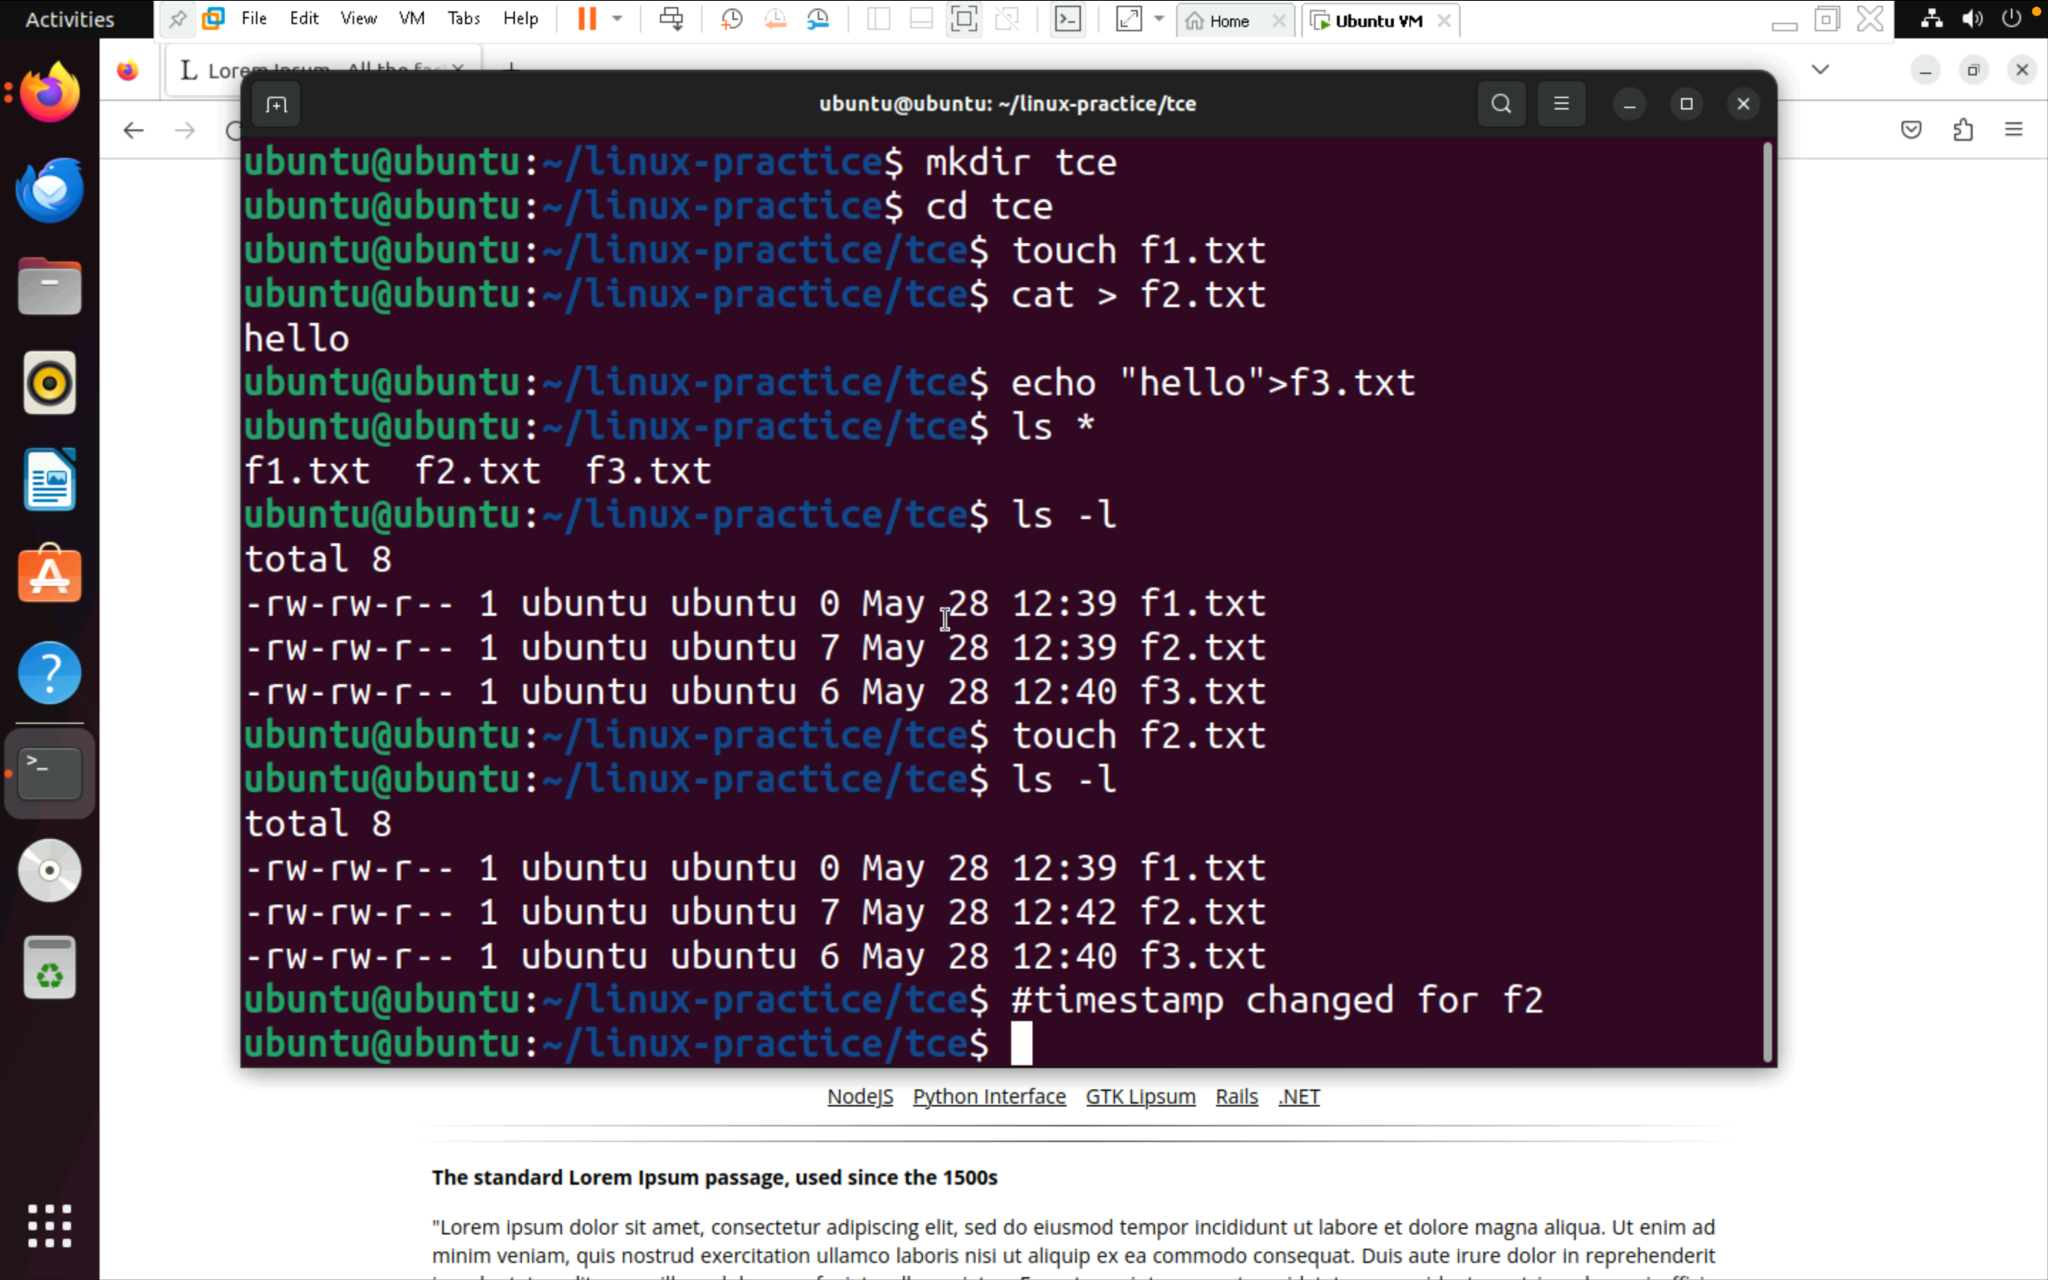 Activities File Edit View VM Tabs Help Home Ubuntu VM
L Lorem Ipsum - All the fac
ubuntu@ubuntu: ~/linux-practice/tce
ubuntu@ubuntu:~/linux-practice$ mkdir tce
ubuntu@ubuntu:~/linux-practice$ cd tce
ubuntu@ubuntu:~/linux-practice/tce$ touch f1.txt
ubuntu@ubuntu:~/linux-practice/tce$ cat > f2.txt
hello
ubuntu@ubuntu:~/linux-practice/tce$ echo "hello">f3.txt
ubuntu@ubuntu:~/linux-practice/tce$ ls *
f1.txt  f2.txt  f3.txt
ubuntu@ubuntu:~/linux-practice/tce$ ls -l
total 8
-rw-rw-r-- 1 ubuntu ubuntu 0 May 28 12:39 f1.txt
-rw-rw-r-- 1 ubuntu ubuntu 7 May 28 12:39 f2.txt
-rw-rw-r-- 1 ubuntu ubuntu 6 May 28 12:40 f3.txt
ubuntu@ubuntu:~/linux-practice/tce$ touch f2.txt
ubuntu@ubuntu:~/linux-practice/tce$ ls -l
total 8
-rw-rw-r-- 1 ubuntu ubuntu 0 May 28 12:39 f1.txt
-rw-rw-r-- 1 ubuntu ubuntu 7 May 28 12:42 f2.txt
-rw-rw-r-- 1 ubuntu ubuntu 6 May 28 12:40 f3.txt
ubuntu@ubuntu:~/linux-practice/tce$ #timestamp changed for f2
ubuntu@ubuntu:~/linux-practice/tce$
NodeJS Python Interface GTK Lipsum Rails .NET
The standard Lorem Ipsum passage, used since the 1500s
"Lorem ipsum dolor sit amet, consectetur adipiscing elit, sed do eiusmod tempor incididunt ut labore et dolore magna aliqua. Ut enim ad
minim veniam, quis nostrud exercitation ullamco laboris nisi ut aliquip ex ea commodo consequat. Duis aute irure dolor in reprehenderit